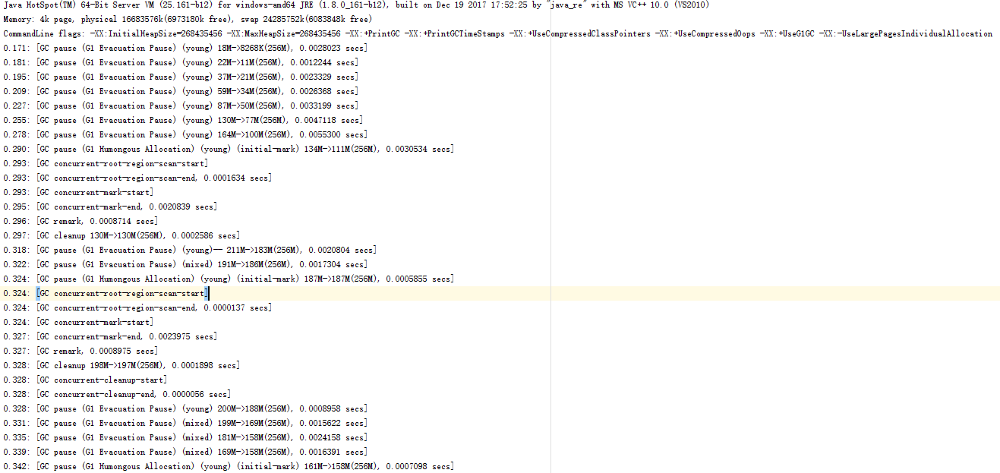 Java HotSpot(TM) 64-Bit Server VM (25.161-b12) for windows-amd64 JRE (1.8.0_161-b12), built on Dec 19 2017 17:52:25 by "java_re" with MS VC++ 10.0 (VS2010)
Memory: 4k page, physical 16683576k(6973180k free), swap 24285752k(6083848k free)
CommandLine flags: -XX:InitialHeapSize=268435456 -XX:MaxHeapSize=268435456 -XX:+PrintGC -XX:+PrintGCTimeStamps -XX:+UseCompressedClassPointers -XX:+UseCompressedOops -XX:+UseG1GC -XX:-UseLargePagesIndividualAllocation
0.171: [GC pause (G1 Evacuation Pause) (young) 18M->8268K(256M), 0.0028023 secs]
0.181: [GC pause (G1 Evacuation Pause) (young) 22M->11M(256M), 0.0012244 secs]
0.195: [GC pause (G1 Evacuation Pause) (young) 37M->21M(256M), 0.0023329 secs]
0.209: [GC pause (G1 Evacuation Pause) (young) 59M->34M(256M), 0.0026368 secs]
0.227: [GC pause (G1 Evacuation Pause) (young) 87M->50M(256M), 0.0033199 secs]
0.255: [GC pause (G1 Evacuation Pause) (young) 130M->77M(256M), 0.0047118 secs]
0.278: [GC pause (G1 Evacuation Pause) (young) 164M->100M(256M), 0.0055300 secs]
0.290: [GC pause (G1 Humongous Allocation) (young) (initial-mark) 134M->111M(256M), 0.0030534 secs]
0.293: [GC concurrent-root-region-scan-start]
0.293: [GC concurrent-root-region-scan-end, 0.0001634 secs]
0.293: [GC concurrent-mark-start]
0.295: [GC concurrent-mark-end, 0.0020839 secs]
0.296: [GC remark, 0.0008714 secs]
0.297: [GC cleanup 130M->130M(256M), 0.0002586 secs]
0.318: [GC pause (G1 Evacuation Pause) (young)-- 211M->183M(256M), 0.0020804 secs]
0.322: [GC pause (G1 Evacuation Pause) (mixed) 191M->186M(256M), 0.0017304 secs]
0.324: [GC pause (G1 Humongous Allocation) (young) (initial-mark) 187M->187M(256M), 0.0005855 secs]
0.324: [GC concurrent-root-region-scan-start]
0.324: [GC concurrent-root-region-scan-end, 0.0000137 secs]
0.324: [GC concurrent-mark-start]
0.327: [GC concurrent-mark-end, 0.0023975 secs]
0.327: [GC remark, 0.0008975 secs]
0.328: [GC cleanup 198M->197M(256M), 0.0001898 secs]
0.328: [GC concurrent-cleanup-start]
0.328: [GC concurrent-cleanup-end, 0.0000056 secs]
0.328: [GC pause (G1 Evacuation Pause) (young) 200M->188M(256M), 0.0008958 secs]
0.331: [GC pause (G1 Evacuation Pause) (mixed) 199M->169M(256M), 0.0015622 secs]
0.335: [GC pause (G1 Evacuation Pause) (mixed) 181M->158M(256M), 0.0024158 secs]
0.339: [GC pause (G1 Evacuation Pause) (mixed) 169M->158M(256M), 0.0016391 secs]
0.342: [GC pause (G1 Humongous Allocation) (young) (initial-mark) 161M->158M(256M), 0.0007098 secs]